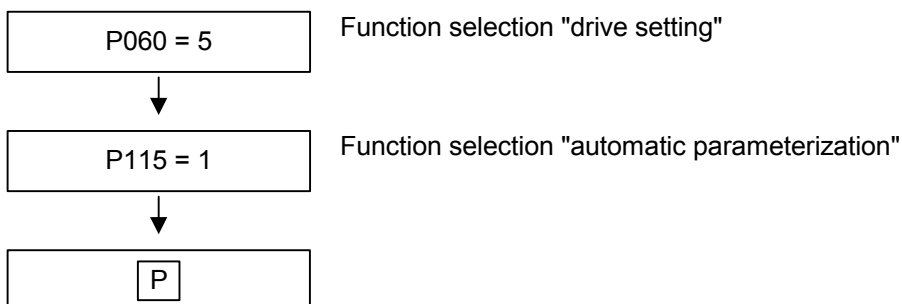 P060 = 5 Function selection "drive setting"
P115 = 1 Function selection "automatic parameterization"
P